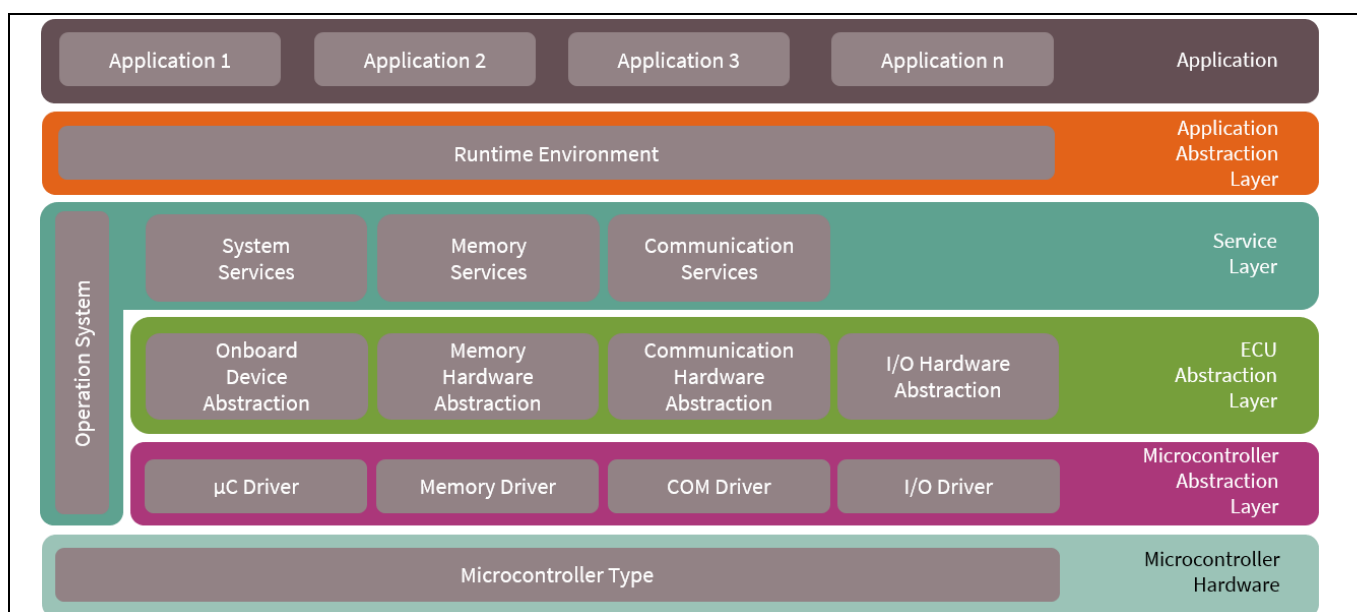 Application 1
Application 2
Application 3
Application n
Application
Runtime Environment
Application
Abstraction
Layer
Operation System
System
Services
Memory
Services
Communication
Services
Service
Layer
Onboard
Device
Abstraction
Memory
Hardware
Abstraction
Communication
Hardware
Abstraction
I/O Hardware
Abstraction
ECU
Abstraction
Layer
µC Driver
Memory Driver
COM Driver
I/O Driver
Microcontroller
Abstraction
Layer
Microcontroller Type
Microcontroller
Hardware